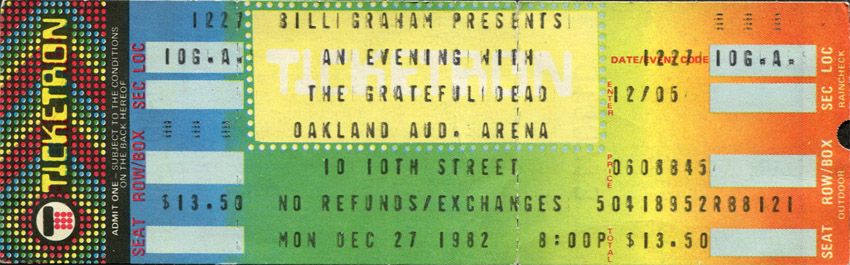 TICKETRON
ADMIT ONE – SUBJECT TO THE CONDITIONS
ON THE BACK HEREOF.
SEAT ROW/BOX SEC LOC
1227
10G.A.
$13.50
BILL GRAHAM PRESENTS
AN EVENING WITH
TICKETRON
THE GRATEFUL DEAD
OAKLAND AUD. ARENA
10 10TH STREET
NO REFUNDS/EXCHANGES
MON DEC 27 1982 8:00P $13.50
DATE/EVENT CODE
1227 10G.A.
ENTER
12/05
PRICE
0608845
50418952R88121
TOTAL
SEAT ROW/BOX SEC LOC
OUTDOOR RAINCHECK